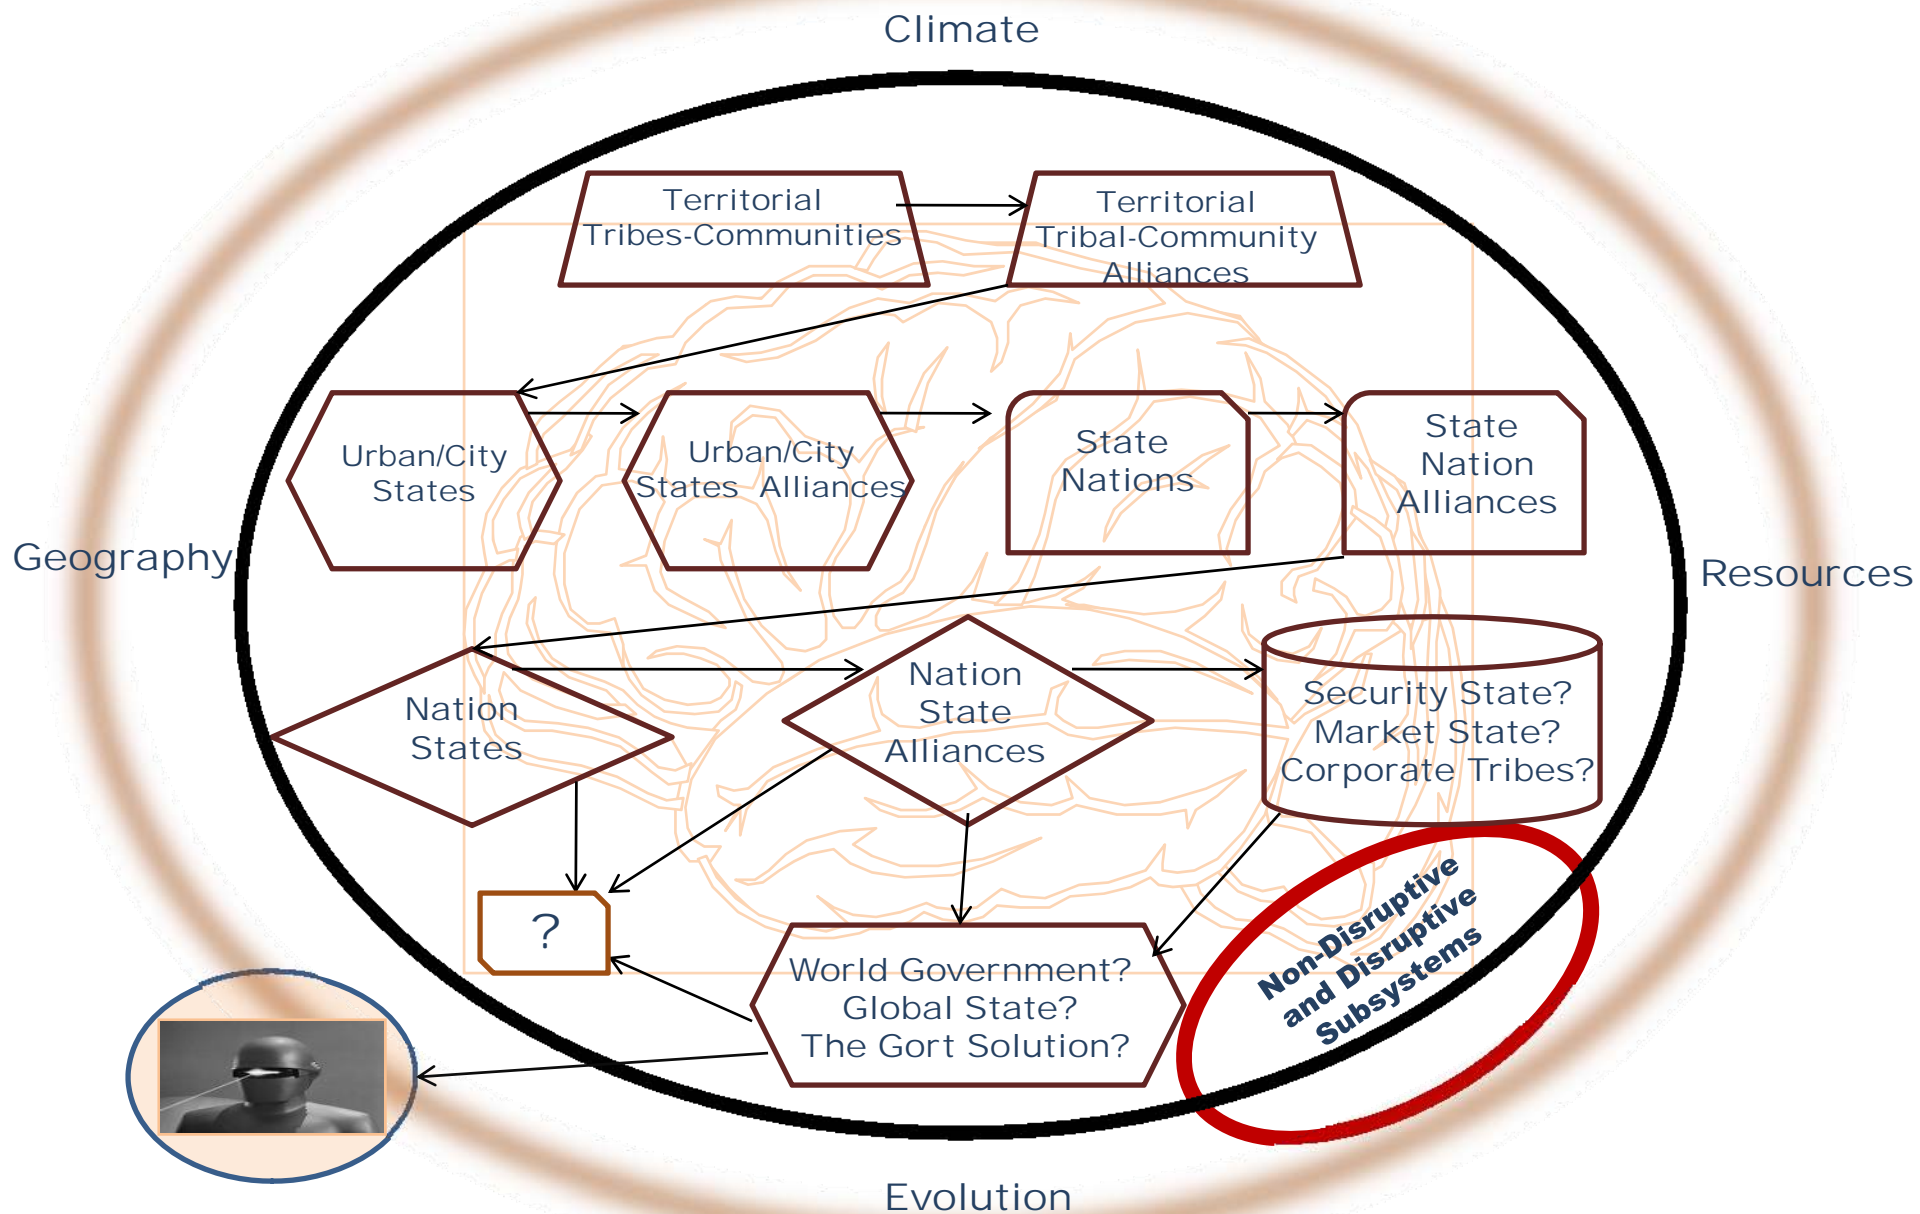 Climate
Territorial
Tribes-Communities
Territorial
Tribal-Community
Alliances
Urban/City
States
Urban/City
States Alliances
State
Nations
State
Nation
Alliances
Geography
Resources
Nation
States
Nation
State
Alliances
Security State?
Market State?
Corporate Tribes?
?
World Government?
Global State?
The Gort Solution?
Non-Disruptive
and Disruptive
Subsystems
Evolution